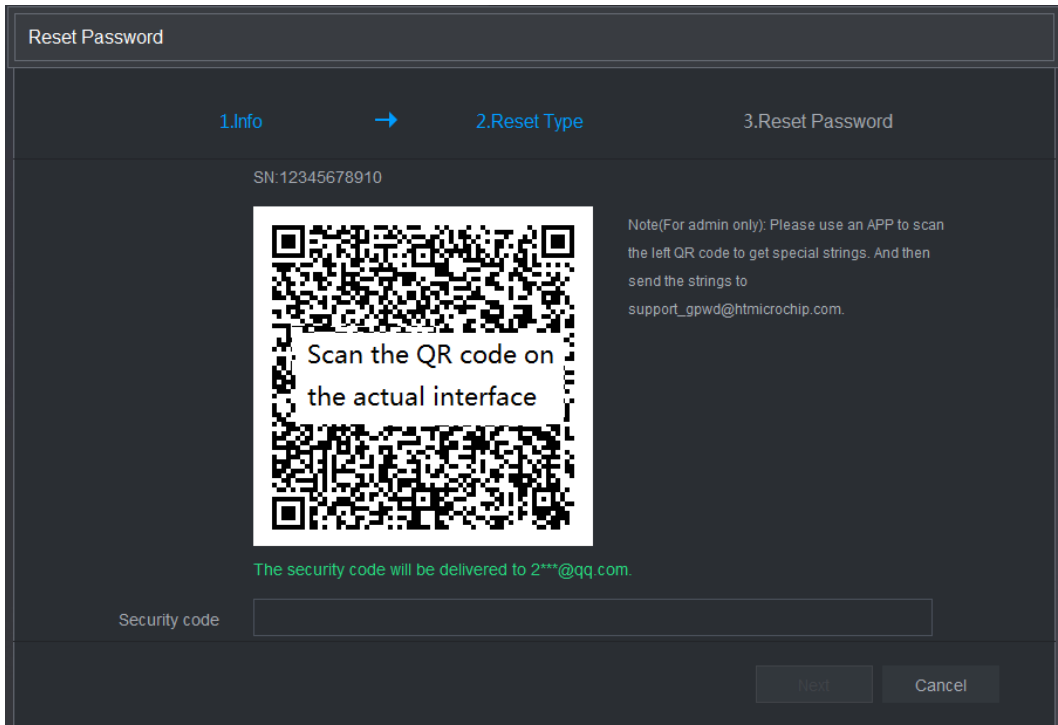 Reset Password
1.Info → 2.Reset Type 3.Reset Password
SN:12345678910
Note(For admin only): Please use an APP to scan
the left QR code to get special strings. And then
send the strings to
support_gpwd@htmicrochip.com.
Scan the QR code on
the actual interface
The security code will be delivered to 2***@qq.com.
Security code
Next Cancel